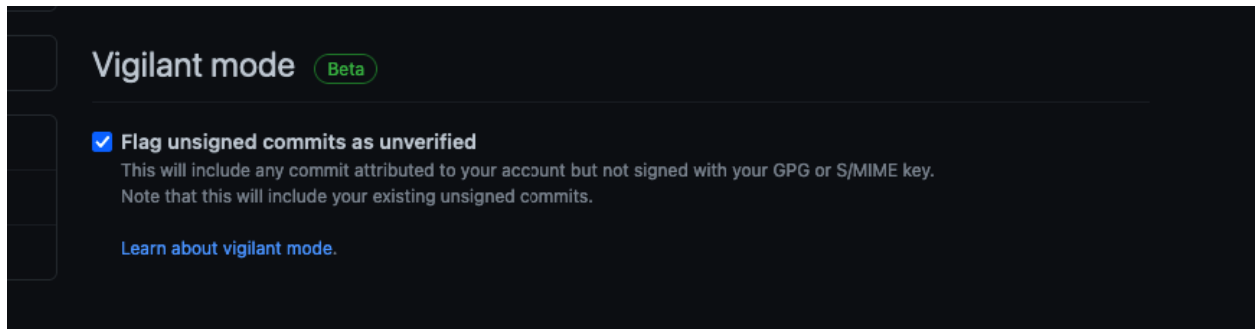 Vigilant mode Beta
Flag unsigned commits as unverified
This will include any commit attributed to your account but not signed with your GPG or S/MIME key.
Note that this will include your existing unsigned commits.
Learn about vigilant mode.